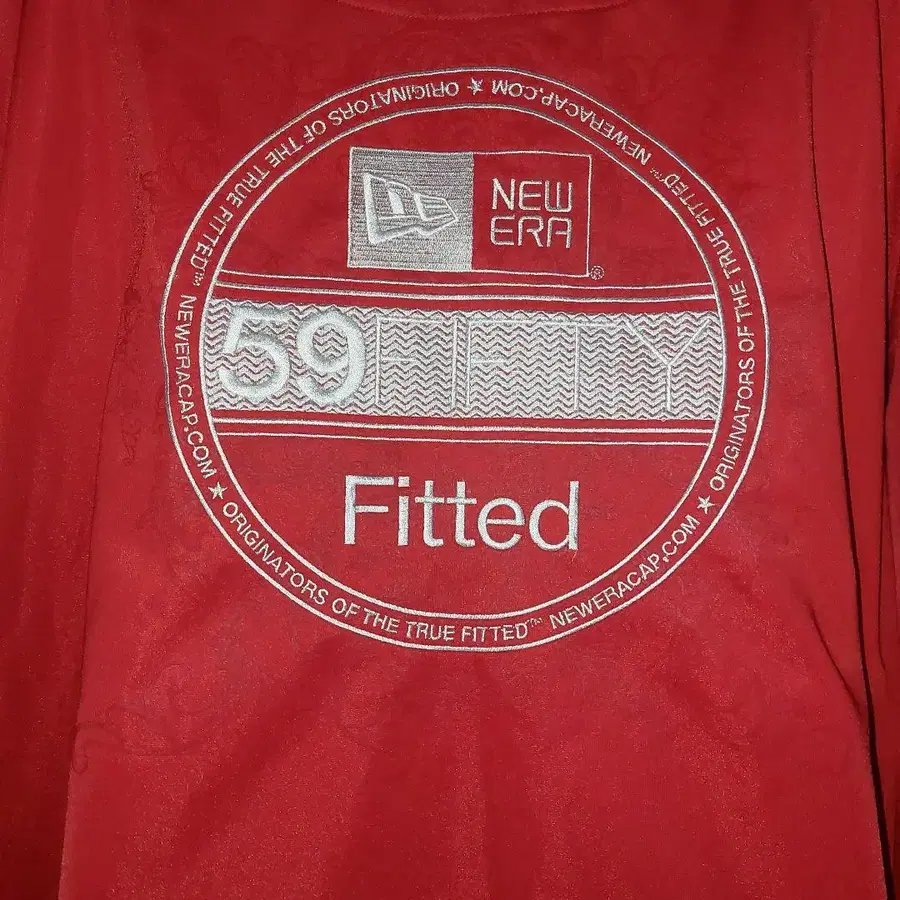 NEW
ERA
®
59FIFTY
Fitted
ORIGINATORS OF THE TRUE FITTED™ NEWERACAP.COM ★ ORIGINATORS OF THE TRUE FITTED™ NEWERACAP.COM ★ ORIGINATORS OF THE TRUE FITTED™ NEWERACAP.COM ★